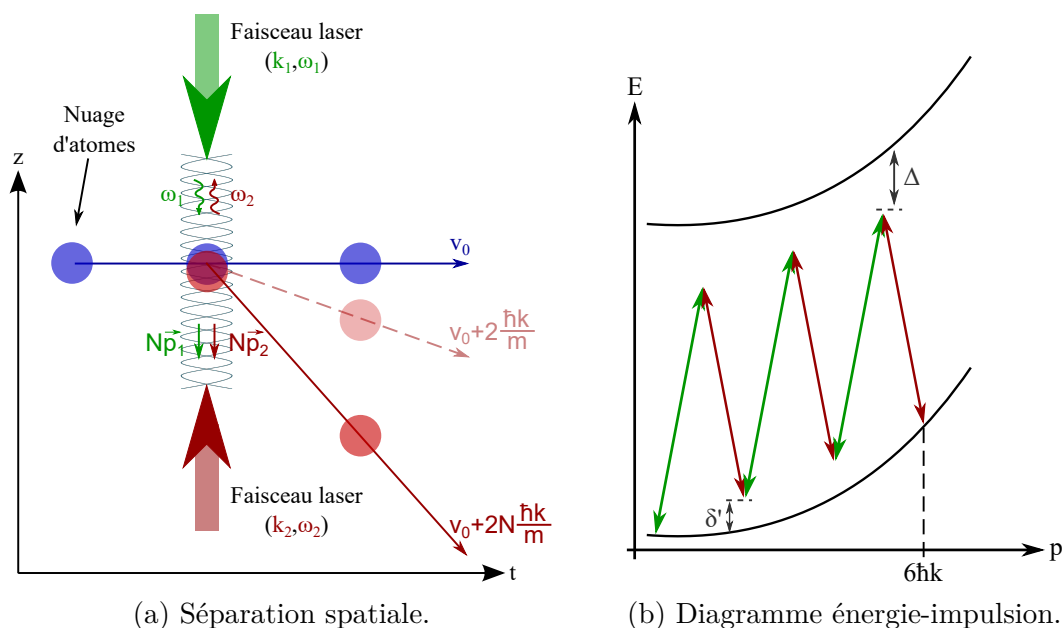 Faisceau laser
(k₁,ω₁)
Nuage
d'atomes
z
ω₁
ω₂
v₀
v₀+2ħk/m
Np₁
Np₂
Faisceau laser
(k₂,ω₂)
v₀+2Nħk/m
t
(a) Séparation spatiale.
E
Δ
δ'
6ħk
p
(b) Diagramme énergie-impulsion.